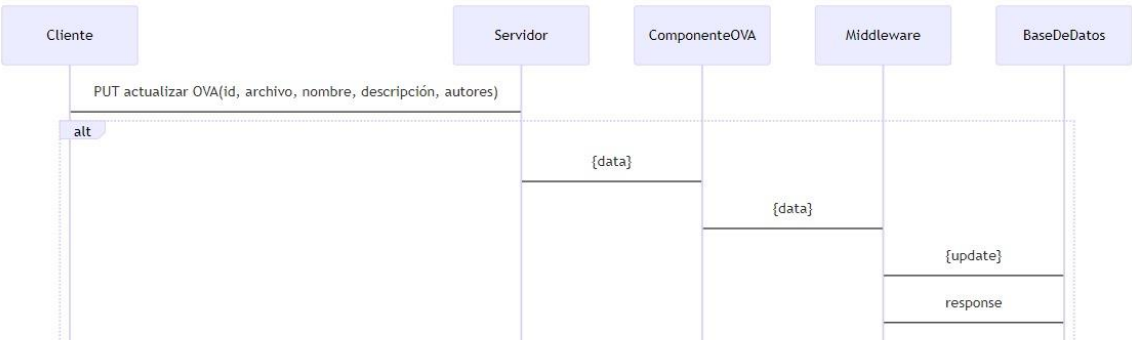 Cliente
Servidor
ComponenteOVA
Middleware
BaseDeDatos
PUT actualizar OVA(id, archivo, nombre, descripción, autores)
alt
{data}
{data}
{update}
response